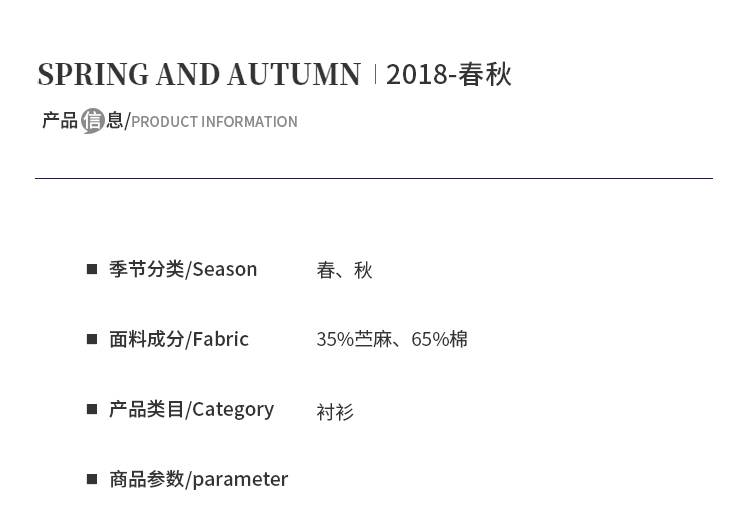 SPRING AND AUTUMN | 2018-春秋
产品信息/PRODUCT INFORMATION
■ 季节分类/Season 春、秋
■ 面料成分/Fabric 35%苎麻、65%棉
■ 产品类目/Category 衬衫
■ 商品参数/parameter